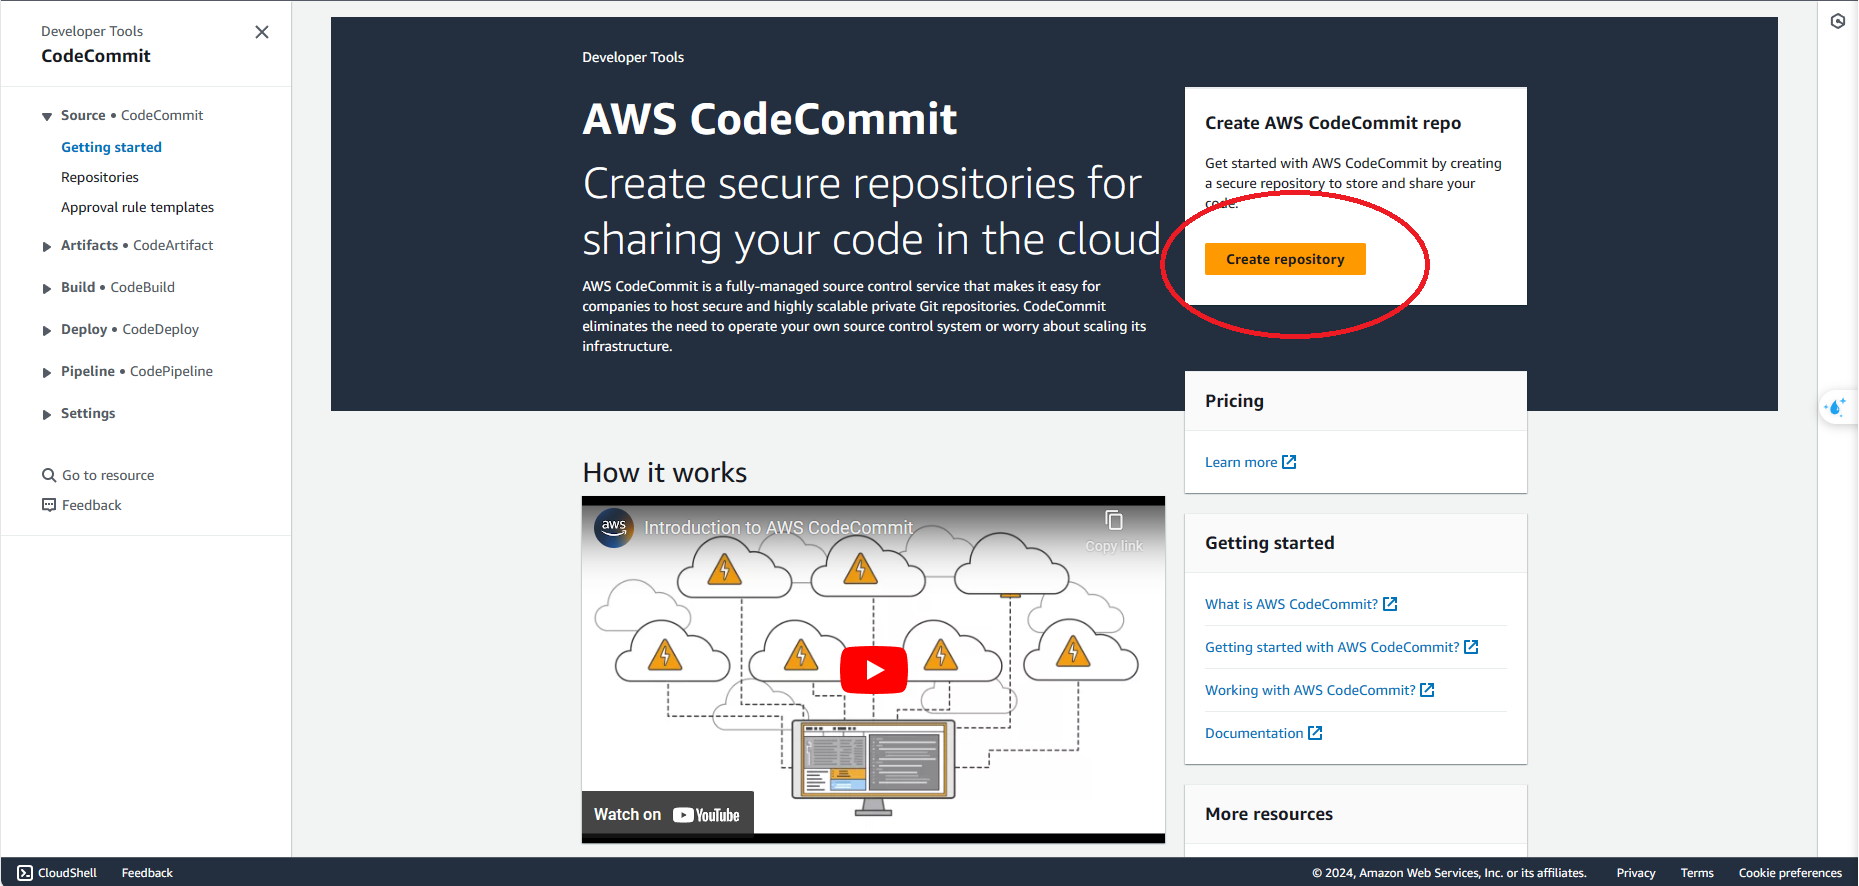 Developer Tools
CodeCommit
Source • CodeCommit
Getting started
Repositories
Approval rule templates
Artifacts • CodeArtifact
Build • CodeBuild
Deploy • CodeDeploy
Pipeline • CodePipeline
Settings
Go to resource
Feedback
Developer Tools
AWS CodeCommit
Create secure repositories for
sharing your code in the cloud
AWS CodeCommit is a fully-managed source control service that makes it easy for
companies to host secure and highly scalable private Git repositories. CodeCommit
eliminates the need to operate your own source control system or worry about scaling its
infrastructure.
Create AWS CodeCommit repo
Get started with AWS CodeCommit by creating
a secure repository to store and share your
code.
Create repository
Pricing
Learn more
How it works
aws
Introduction to AWS CodeCommit
Copy link
Watch on YouTube
Getting started
What is AWS CodeCommit?
Getting started with AWS CodeCommit?
Working with AWS CodeCommit?
Documentation
More resources
CloudShell
Feedback
© 2024, Amazon Web Services, Inc. or its affiliates.
Privacy
Terms
Cookie preferences